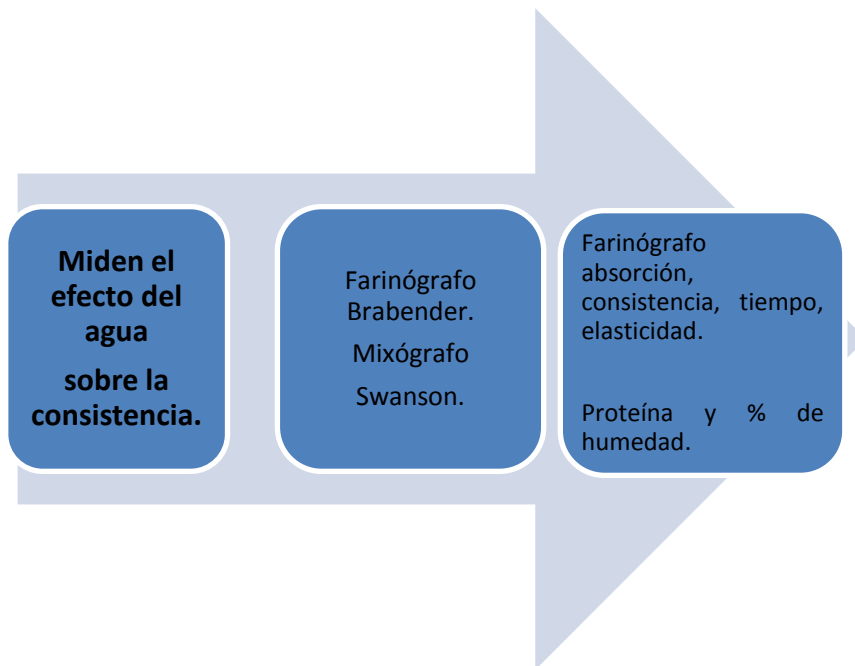 Miden el
efecto del
agua
sobre la
consistencia.
Farinógrafo
Brabender.
Mixógrafo
Swanson.
Farinógrafo
absorción,
consistencia, tiempo,
elasticidad.
Proteína y % de
humedad.